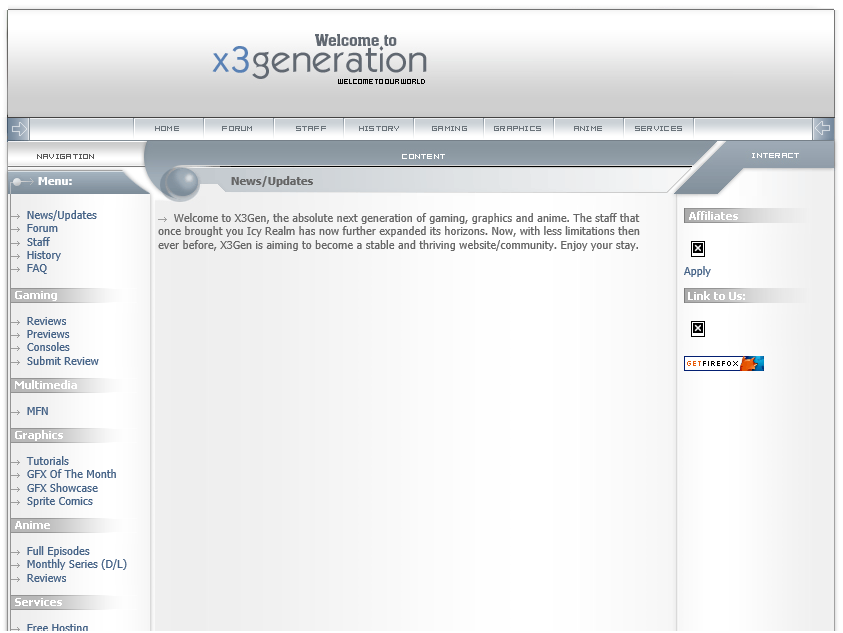 Welcome to
x3generation
WELCOME TO OUR WORLD
HOME FORUM STAFF HISTORY GAMING GRAPHICS ANIME SERVICES
NAVIGATION
CONTENT
INTERACT
Menu:
News/Updates
Forum
Staff
History
FAQ
Gaming
Reviews
Previews
Consoles
Submit Review
Multimedia
MFN
Graphics
Tutorials
GFX Of The Month
GFX Showcase
Sprite Comics
Anime
Full Episodes
Monthly Series (D/L)
Reviews
Services
Free Hosting
News/Updates
Welcome to X3Gen, the absolute next generation of gaming, graphics and anime. The staff that
once brought you Icy Realm has now further expanded its horizons. Now, with less limitations then
ever before, X3Gen is aiming to become a stable and thriving website/community. Enjoy your stay.
Affiliates
Apply
Link to Us:
GETFIREFOX